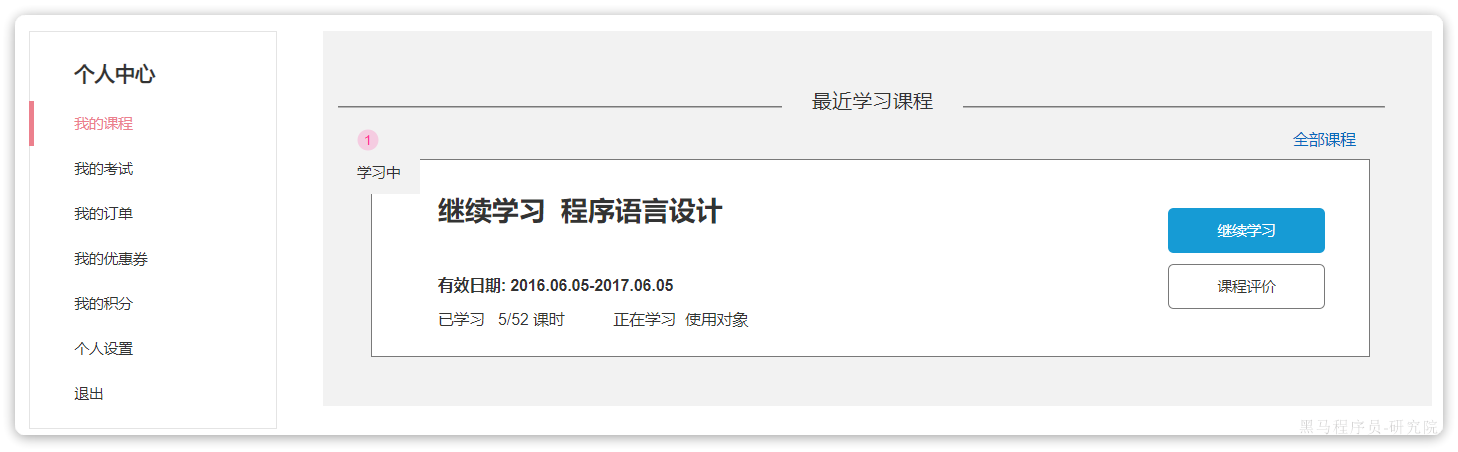 个人中心
我的课程
我的考试
我的订单
我的优惠券
我的积分
个人设置
退出
最近学习课程
1
全部课程
学习中
继续学习 程序语言设计
继续学习
有效日期: 2016.06.05-2017.06.05
课程评价
已学习 5/52 课时 正在学习 使用对象
黑马程序员-研究院